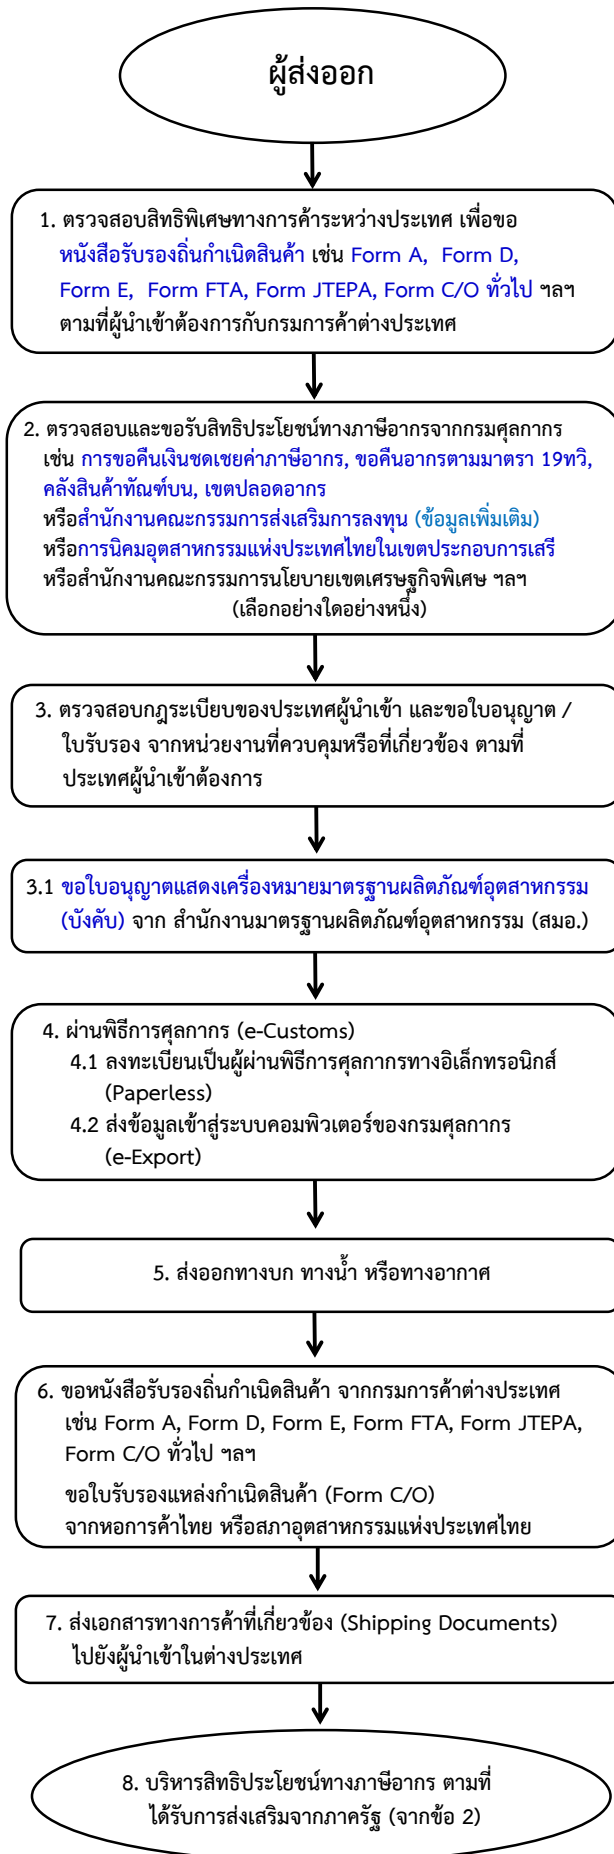 ผู้ส่งออก
1. ตรวจสอบสิทธิพิเศษทางการค้าระหว่างประเทศ เพื่อขอ
หนังสือรับรองถิ่นกำเนิดสินค้า เช่น Form A, Form D,
Form E, Form FTA, Form JTEPA, Form C/O ทั่วไป ฯลฯ
ตามที่ผู้นำเข้าต้องการกับกรมการค้าต่างประเทศ
2. ตรวจสอบและขอรับสิทธิประโยชน์ทางภาษีอากรจากกรมศุลกากร
เช่น การขอคืนเงินชดเชยค่าภาษีอากร, ขอคืนอากรตามมาตรา 19ทวิ,
คลังสินค้าทัณฑ์บน, เขตปลอดอากร
หรือสำนักงานคณะกรรมการส่งเสริมการลงทุน (ข้อมูลเพิ่มเติม)
หรือการนิคมอุตสาหกรรมแห่งประเทศไทยในเขตประกอบการเสรี
หรือสำนักงานคณะกรรมการนโยบายเขตเศรษฐกิจพิเศษ ฯลฯ
(เลือกอย่างใดอย่างหนึ่ง)
3. ตรวจสอบกฎระเบียบของประเทศผู้นำเข้า และขอใบอนุญาต /
ใบรับรอง จากหน่วยงานที่ควบคุมหรือที่เกี่ยวข้อง ตามที่
ประเทศผู้นำเข้าต้องการ
3.1 ขอใบอนุญาตแสดงเครื่องหมายมาตรฐานผลิตภัณฑ์อุตสาหกรรม
(บังคับ) จาก สำนักงานมาตรฐานผลิตภัณฑ์อุตสาหกรรม (สมอ.)
4. ผ่านพิธีการศุลกากร (e-Customs)
4.1 ลงทะเบียนเป็นผู้ผ่านพิธีการศุลกากรทางอิเล็กทรอนิกส์
(Paperless)
4.2 ส่งข้อมูลเข้าสู่ระบบคอมพิวเตอร์ของกรมศุลกากร
(e-Export)
5. ส่งออกทางบก ทางน้ำ หรือทางอากาศ
6. ขอหนังสือรับรองถิ่นกำเนิดสินค้า จากกรมการค้าต่างประเทศ
เช่น Form A, Form D, Form E, Form FTA, Form JTEPA,
Form C/O ทั่วไป ฯลฯ
ขอใบรับรองแหล่งกำเนิดสินค้า (Form C/O)
จากหอการค้าไทย หรือสภาอุตสาหกรรมแห่งประเทศไทย
7. ส่งเอกสารทางการค้าที่เกี่ยวข้อง (Shipping Documents)
ไปยังผู้นำเข้าในต่างประเทศ
8. บริหารสิทธิประโยชน์ทางภาษีอากร ตามที่
ได้รับการส่งเสริมจากภาครัฐ (จากข้อ 2)